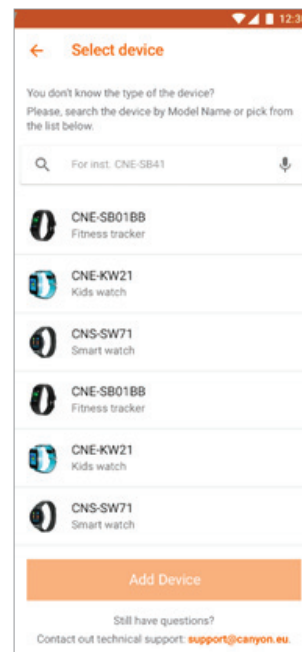 12:30
Select device
You don't know the type of the device?
Please, search the device by Model Name or pick from
the list below.
For inst. CNE-SB41
CNE-SB01BB
Fitness tracker
CNE-KW21
Kids watch
CNS-SW71
Smart watch
CNE-SB01BB
Fitness tracker
CNE-KW21
Kids watch
CNS-SW71
Smart watch
Add Device
Still have questions?
Contact out technical support: support@canyon.eu.